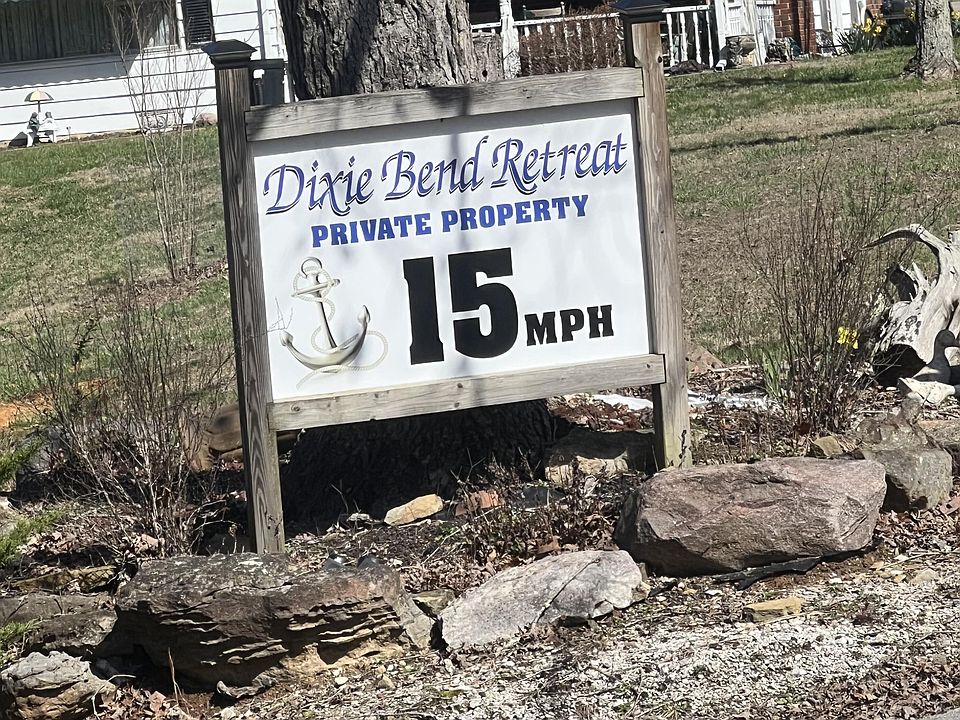 Dixie Bend Retreat
PRIVATE PROPERTY
15 MPH